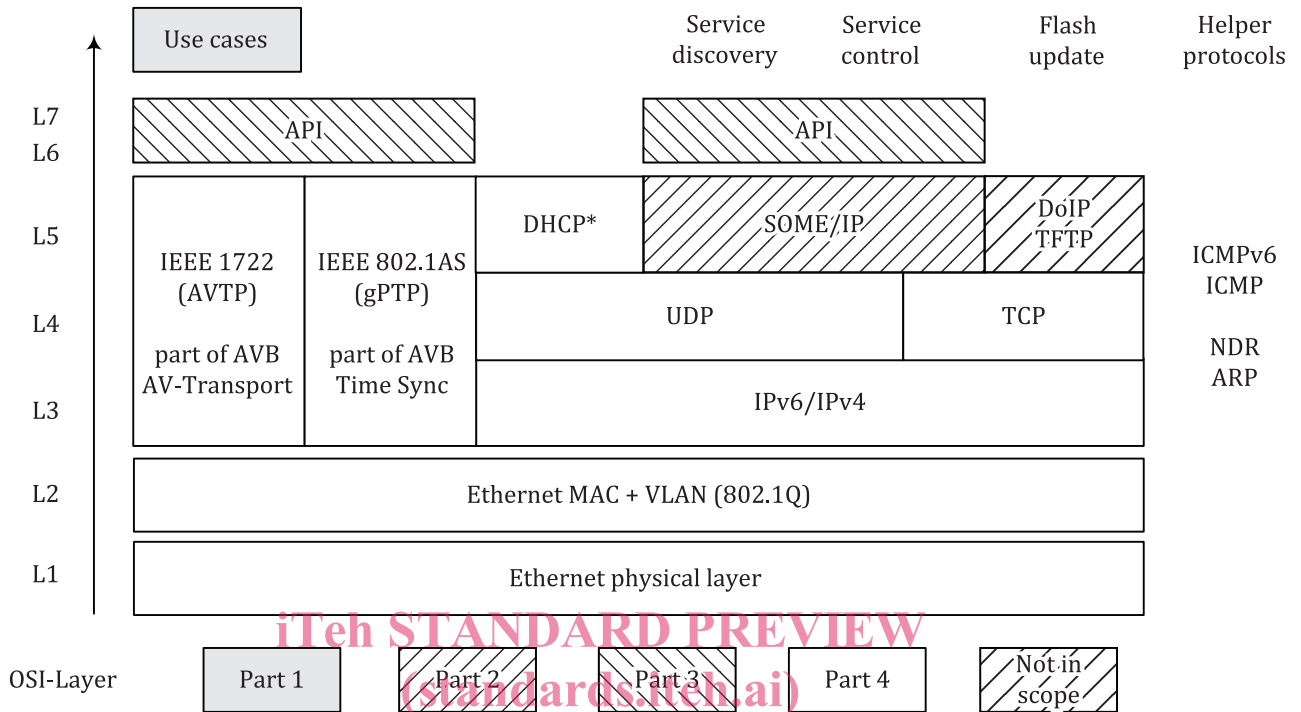 Use cases
Service discovery
Service control
Flash update
Helper protocols
L7
L6
API
API
L5
IEEE 1722
(AVTP)
part of AVB
AV-Transport
IEEE 802.1AS
(gPTP)
part of AVB
Time Sync
DHCP*
SOME/IP
DoIP
TFTP
ICMPv6
ICMP
NDR
ARP
L4
UDP
TCP
L3
IPv6/IPv4
L2
Ethernet MAC + VLAN (802.1Q)
L1
Ethernet physical layer
iTeh STANDARD PREVIEW
(standards.iteh.ai)
OSI-Layer
Part 1
Part 2
Part 3
Part 4
Not in
scope